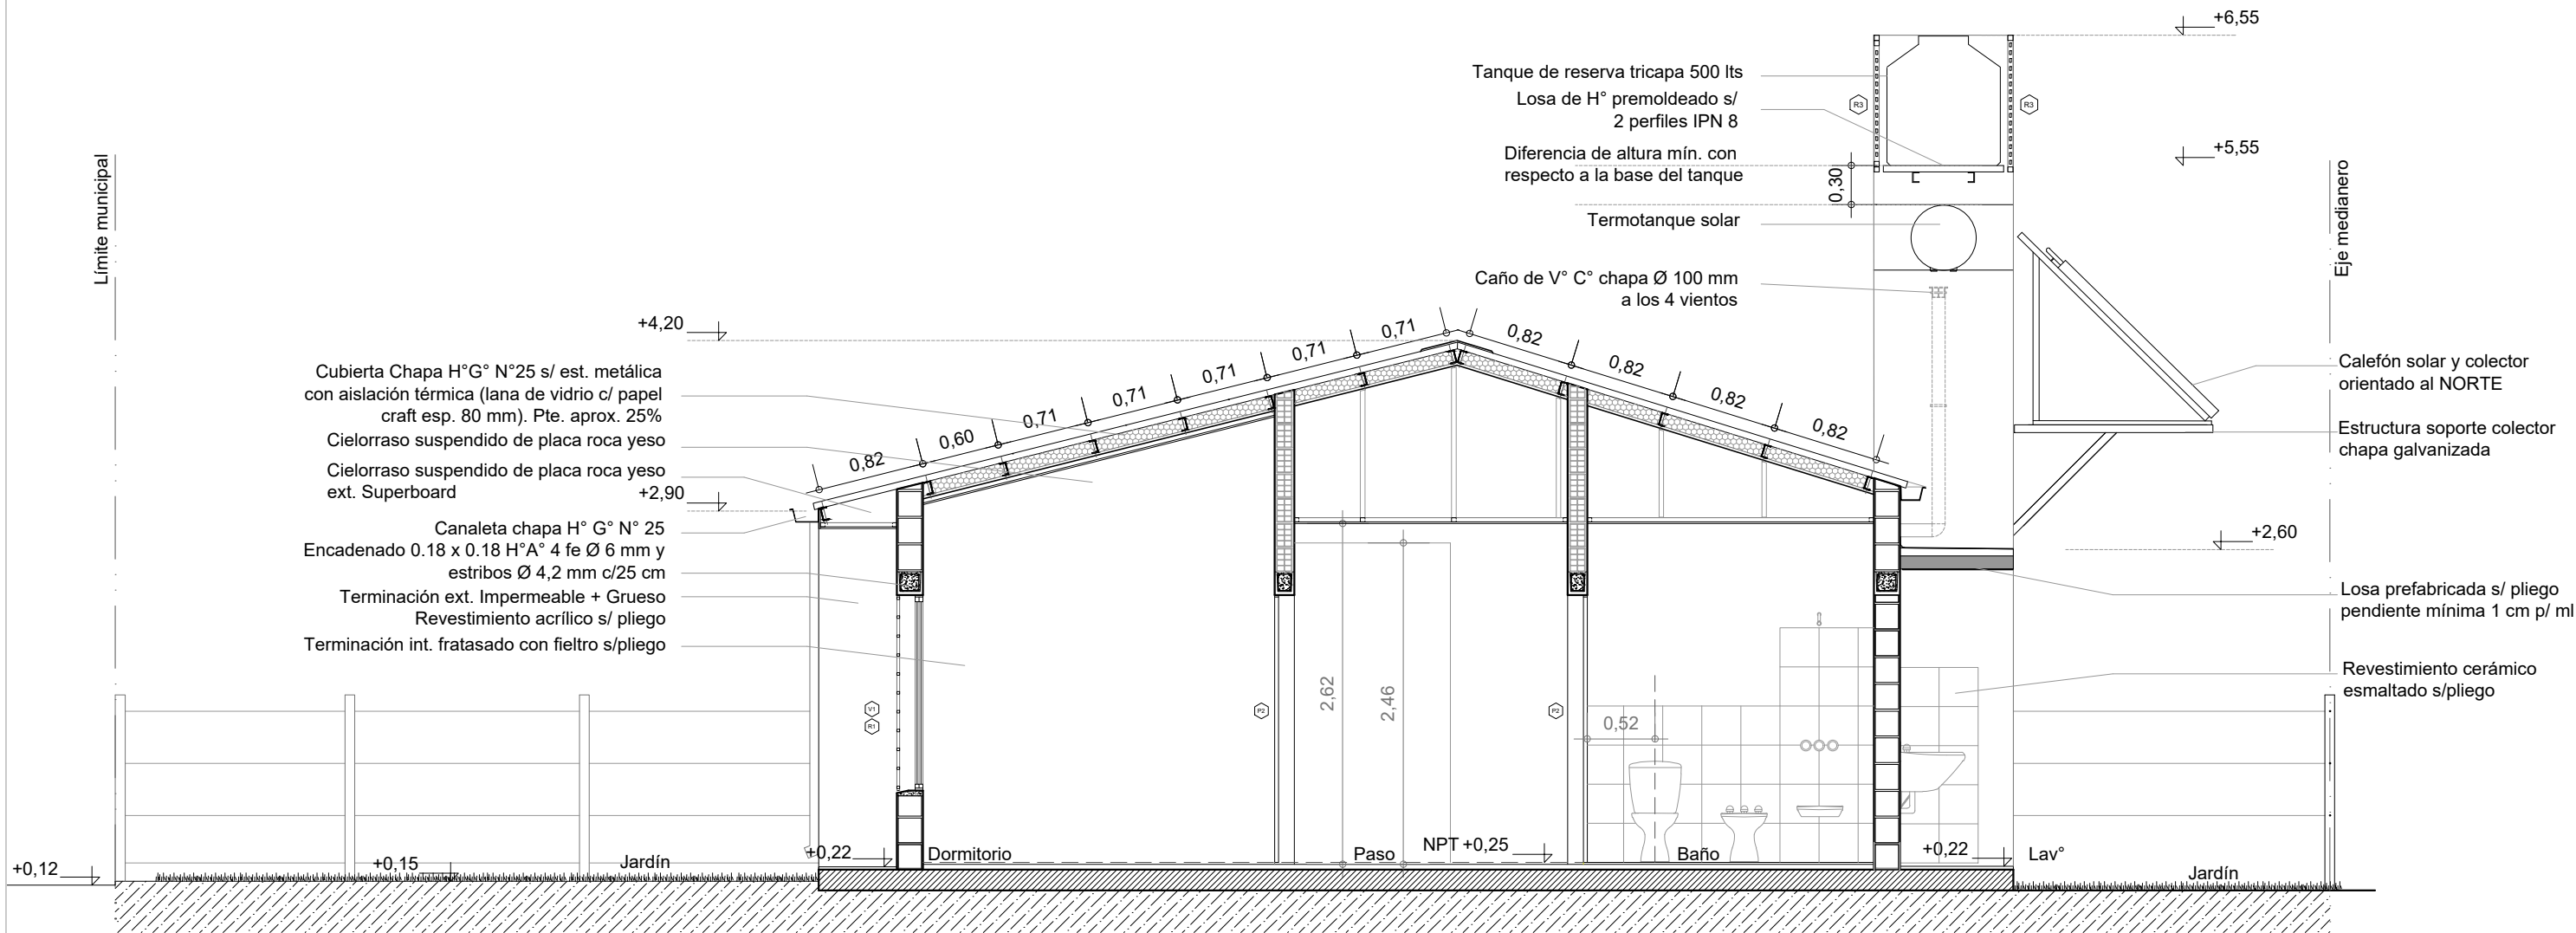 +6,55
Tanque de reserva tricapa 500 lts
Losa de H° premoldeado s/
2 perfiles IPN 8
R3
R3
Diferencia de altura mín. con
respecto a la base del tanque
+5,55
0,30
Límite municipal
Eje medianero
Termotanque solar
Caño de V° C° chapa Ø 100 mm
a los 4 vientos
+4,20
0,82
0,60
0,71
0,71
0,71
0,71
0,71
0,82
0,82
0,82
0,82
Cubierta Chapa H°G° N°25 s/ est. metálica
con aislación térmica (lana de vidrio c/ papel
craft esp. 80 mm). Pte. aprox. 25%
Cielorraso suspendido de placa roca yeso
Cielorraso suspendido de placa roca yeso
ext. Superboard
+2,90
Canaleta chapa H° G° N° 25
Encadenado 0.18 x 0.18 H°A° 4 fe Ø 6 mm y
estribos Ø 4,2 mm c/25 cm
Terminación ext. Impermeable + Grueso
Revestimiento acrílico s/ pliego
Terminación int. fratasado con fieltro s/pliego
Calefón solar y colector
orientado al NORTE
Estructura soporte colector
chapa galvanizada
+2,60
Losa prefabricada s/ pliego
pendiente mínima 1 cm p/ ml
Revestimiento cerámico
esmaltado s/pliego
V1
R1
P2
2,62
2,46
P2
0,52
+0,12
+0,15
Jardín
+0,22
Dormitorio
Paso
NPT +0,25
Baño
+0,22
Lav°
Jardín